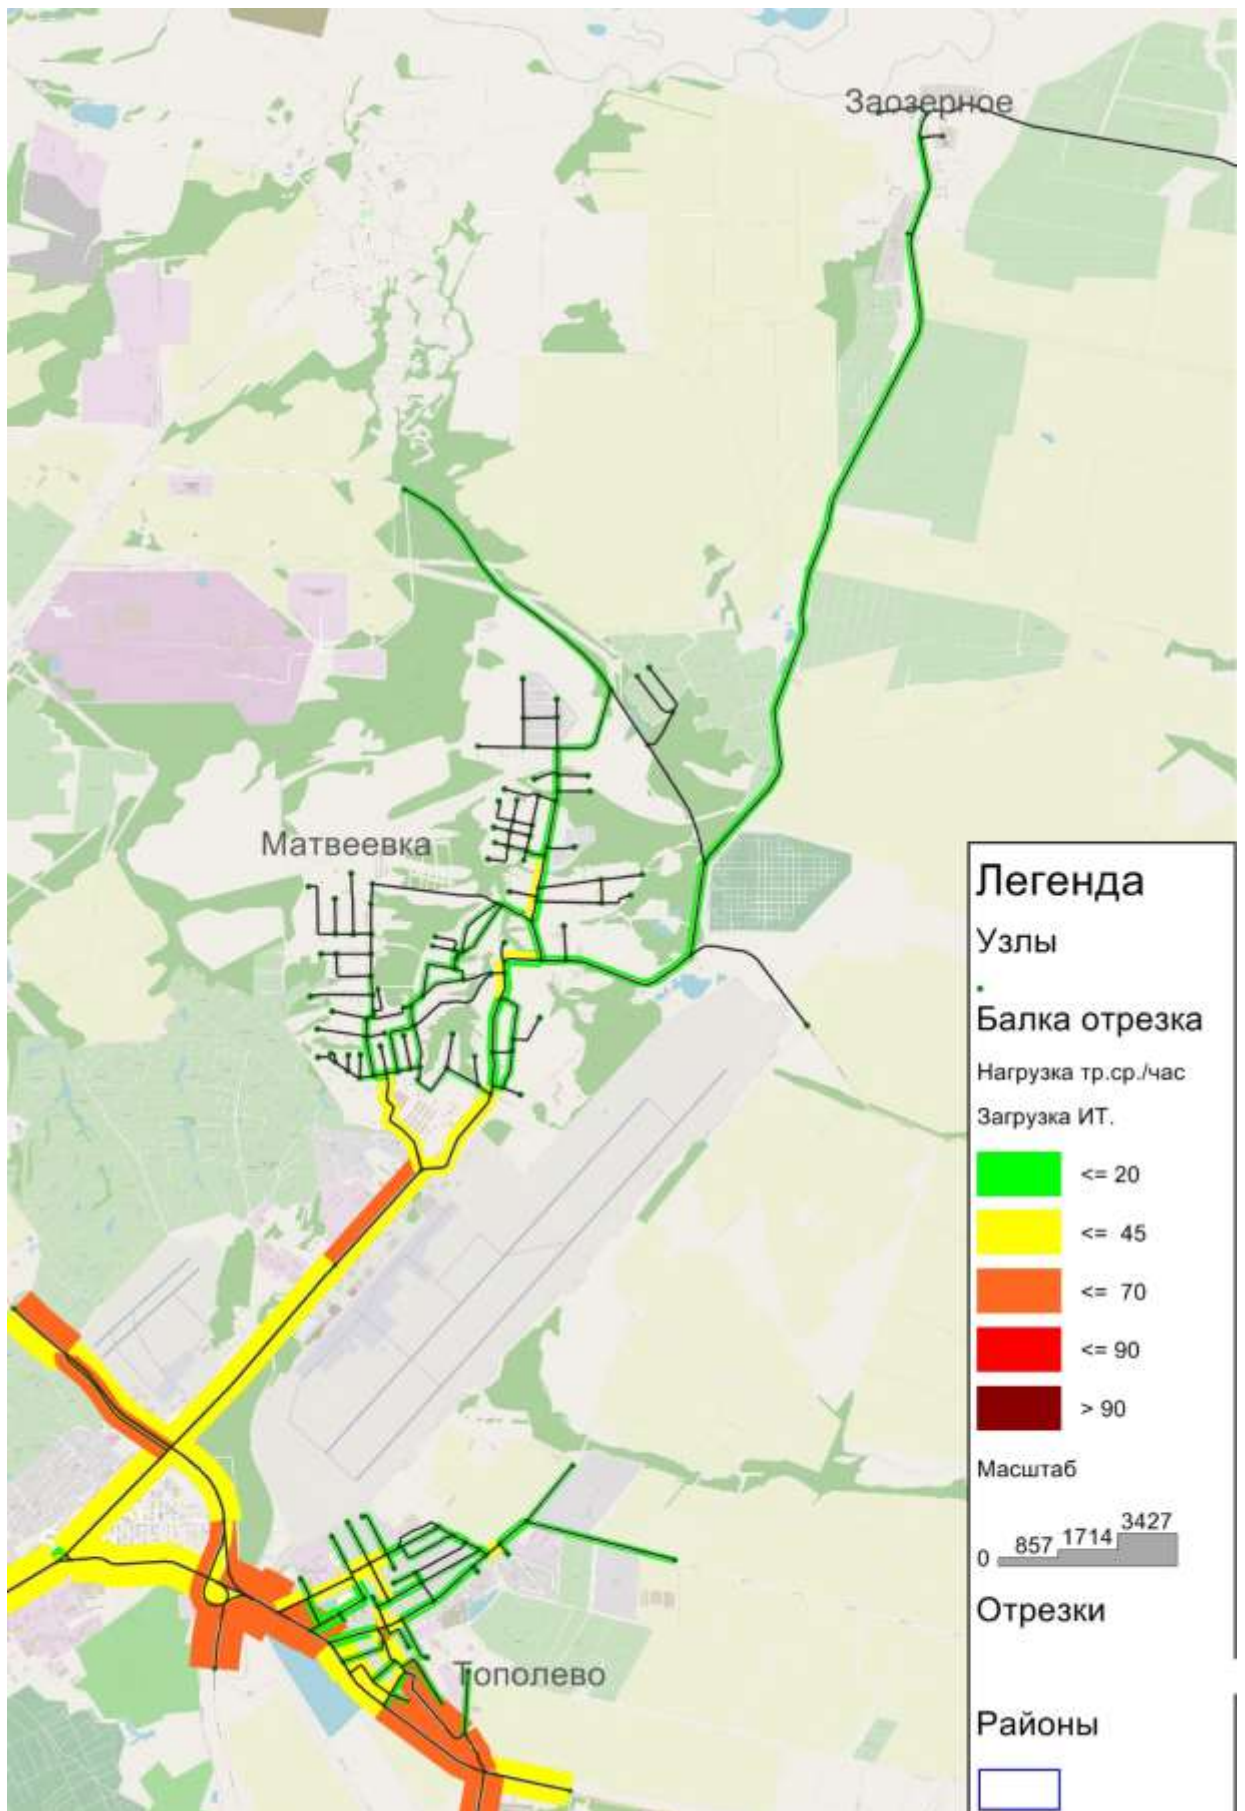 Заозерное
Матвеевка
Тополево
Легенда
Узлы
Балка отрезка
Нагрузка тр.ср./час
Загрузка ИТ.
<= 20
<= 45
<= 70
<= 90
> 90
Масштаб
0 857 1714 3427
Отрезки
Районы